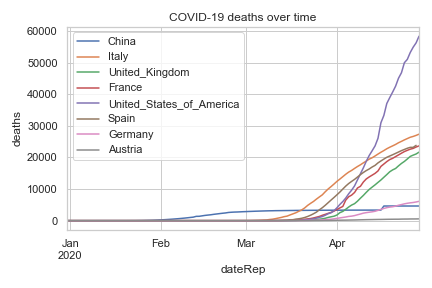 COVID-19 deaths over time
China
Italy
United_Kingdom
France
United_States_of_America
Spain
Germany
Austria
deaths
60000
50000
40000
30000
20000
10000
0
Jan
2020
Feb
Mar
Apr
dateRep